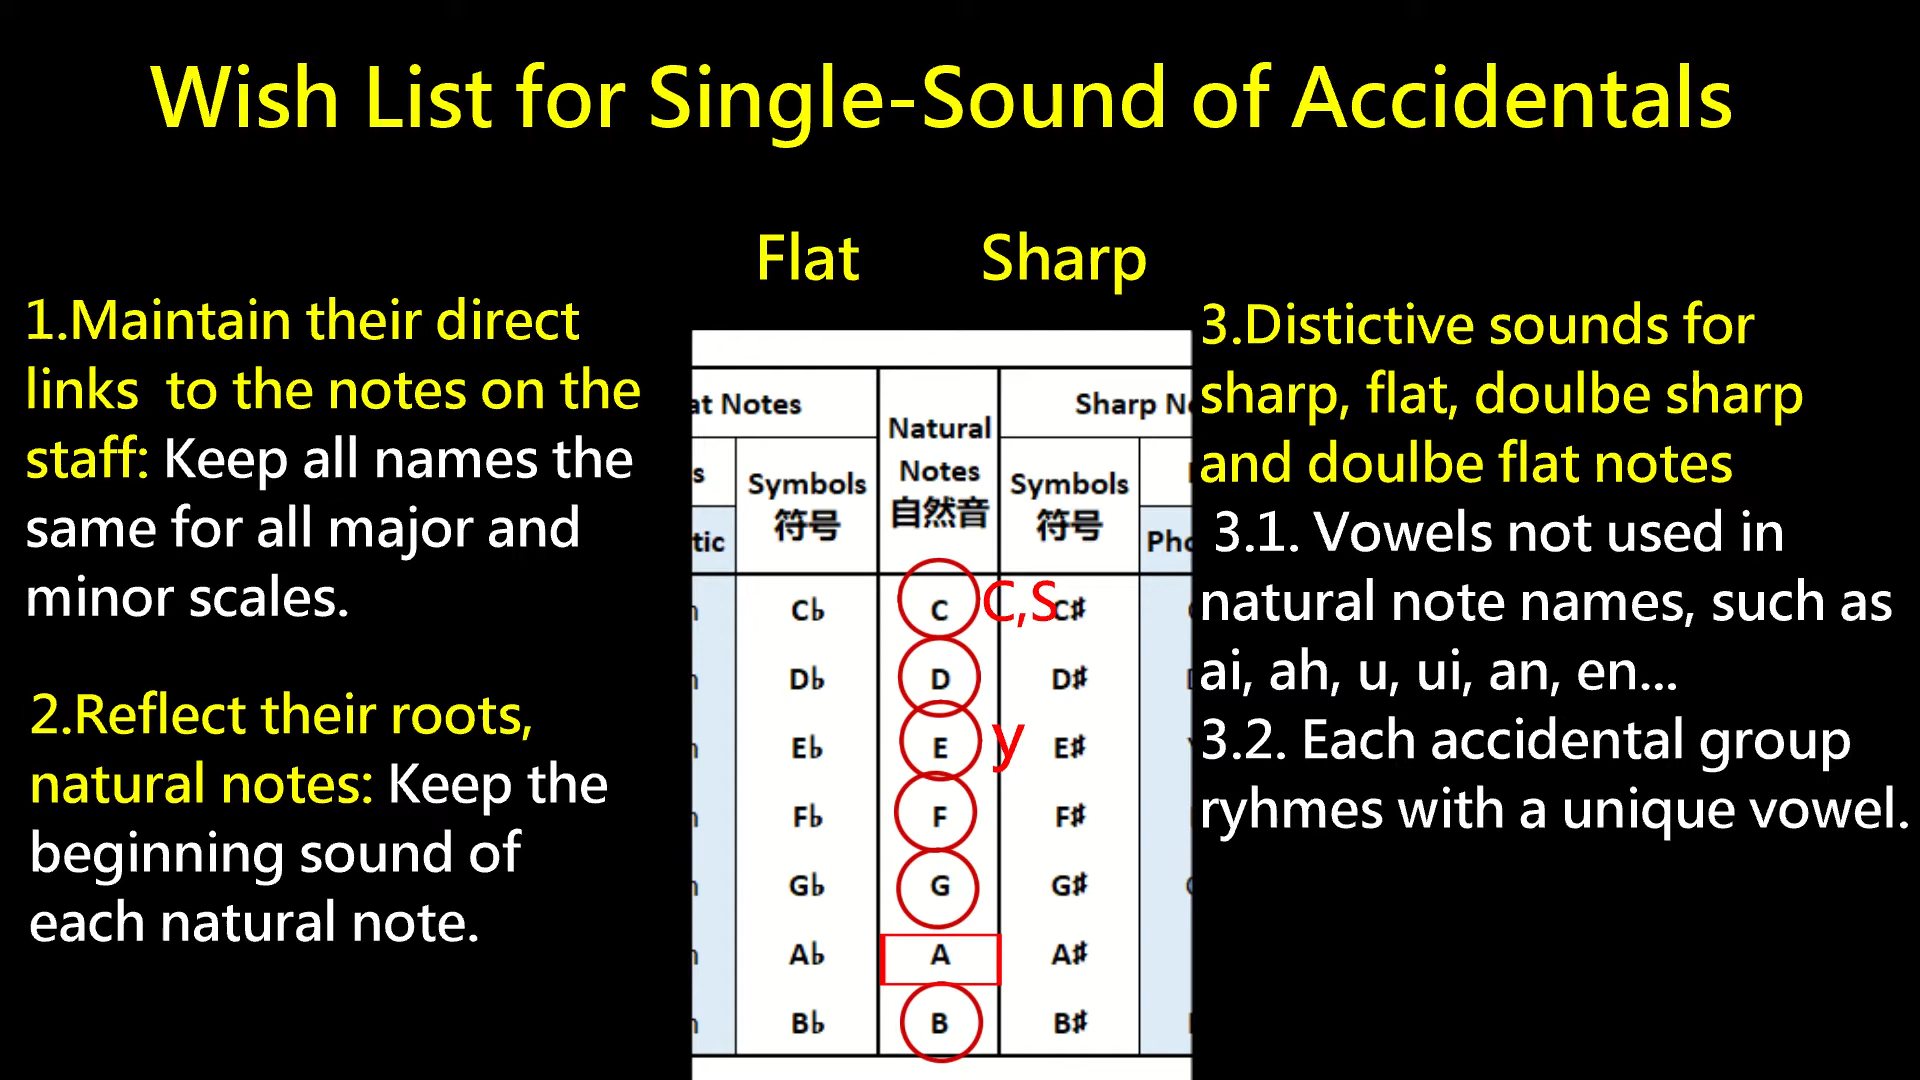 Wish List for Single-Sound of Accidentals
Flat Sharp
1.Maintain their direct
links to the notes on the
staff: Keep all names the
same for all major and
minor scales.
2.Reflect their roots,
natural notes: Keep the
beginning sound of
each natural note.
at Notes
Natural
Notes
自然音
Sharp N
s
Symbols
符号
Symbols
符号
tic
Pho
C♭ C C,S C♯
D♭ D D♯
E♭ E y E♯
F♭ F F♯
G♭ G G♯
A♭ A A♯
B♭ B B♯
3.Distictive sounds for
sharp, flat, doulbe sharp
and doulbe flat notes
3.1. Vowels not used in
natural note names, such as
ai, ah, u, ui, an, en...
3.2. Each accidental group
ryhmes with a unique vowel.